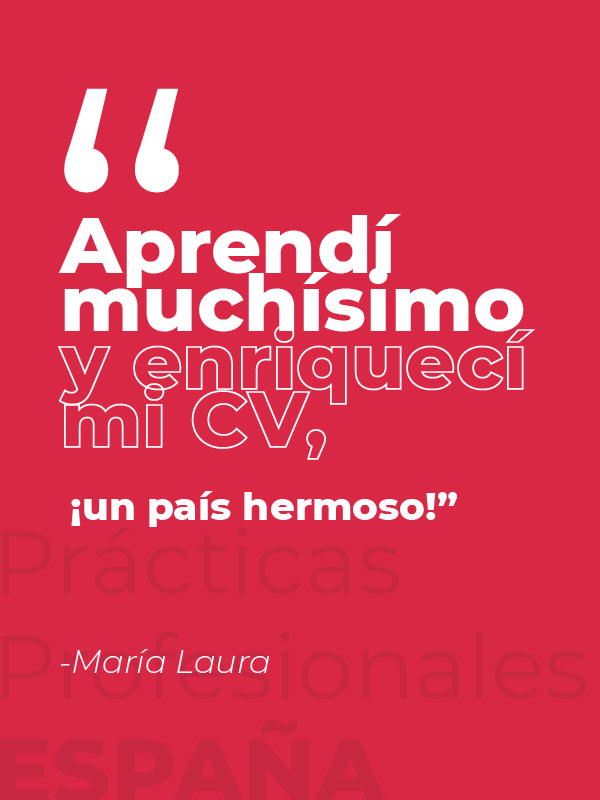 “
Aprendí
muchísimo
y enriquecí
mi CV,
¡un país hermoso!”
Prácticas
-María Laura
Profesionales
ESPAÑA